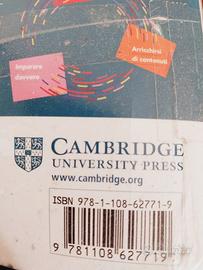 Imparare
davvero
Arricchirsi
di contenuti
CAMBRIDGE
UNIVERSITY PRESS
www.cambridge.org
ISBN 978-1-108-62771-9
9 781108 627719